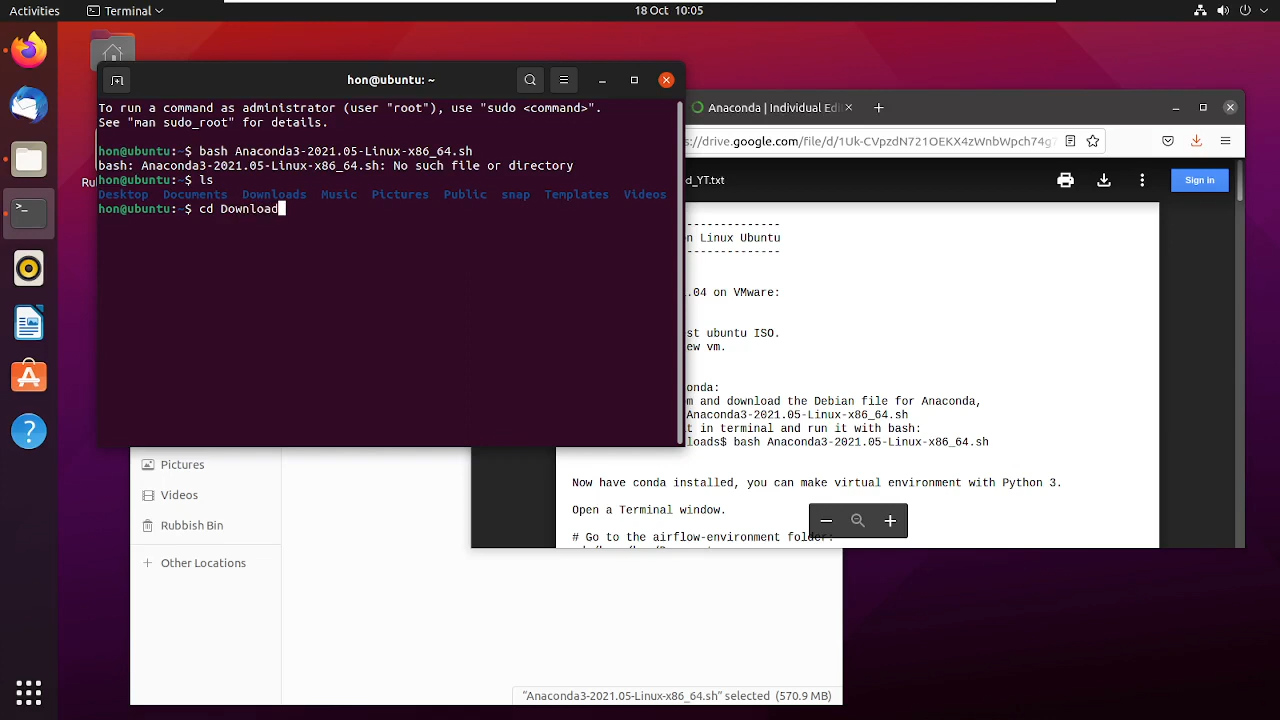 Activities
Terminal
18 Oct 10:05
hon@ubuntu: ~
To run a command as administrator (user "root"), use "sudo <command>".
See "man sudo_root" for details.
hon@ubuntu:~$ bash Anaconda3-2021.05-Linux-x86_64.sh
bash: Anaconda3-2021.05-Linux-x86_64.sh: No such file or directory
hon@ubuntu:~$ ls
Desktop Documents Downloads Music Pictures Public snap Templates Videos
hon@ubuntu:~$ cd Download
Ru
Anaconda | Individual Edi
s://drive.google.com/file/d/1Uk-CVpzdN721OEKX4zWnbWpch74g7
d_YT.txt
Sign in
---------------
n Linux Ubuntu
---------------
.04 on VMware:
st ubuntu ISO.
ew vm.
onda:
m and download the Debian file for Anaconda,
Anaconda3-2021.05-Linux-x86_64.sh
t in terminal and run it with bash:
loads$ bash Anaconda3-2021.05-Linux-x86_64.sh
Now have conda installed, you can make virtual environment with Python 3.
Open a Terminal window.
# Go to the airflow-environment folder:
Pictures
Videos
Rubbish Bin
Other Locations
"Anaconda3-2021.05-Linux-x86_64.sh" selected (570.9 MB)